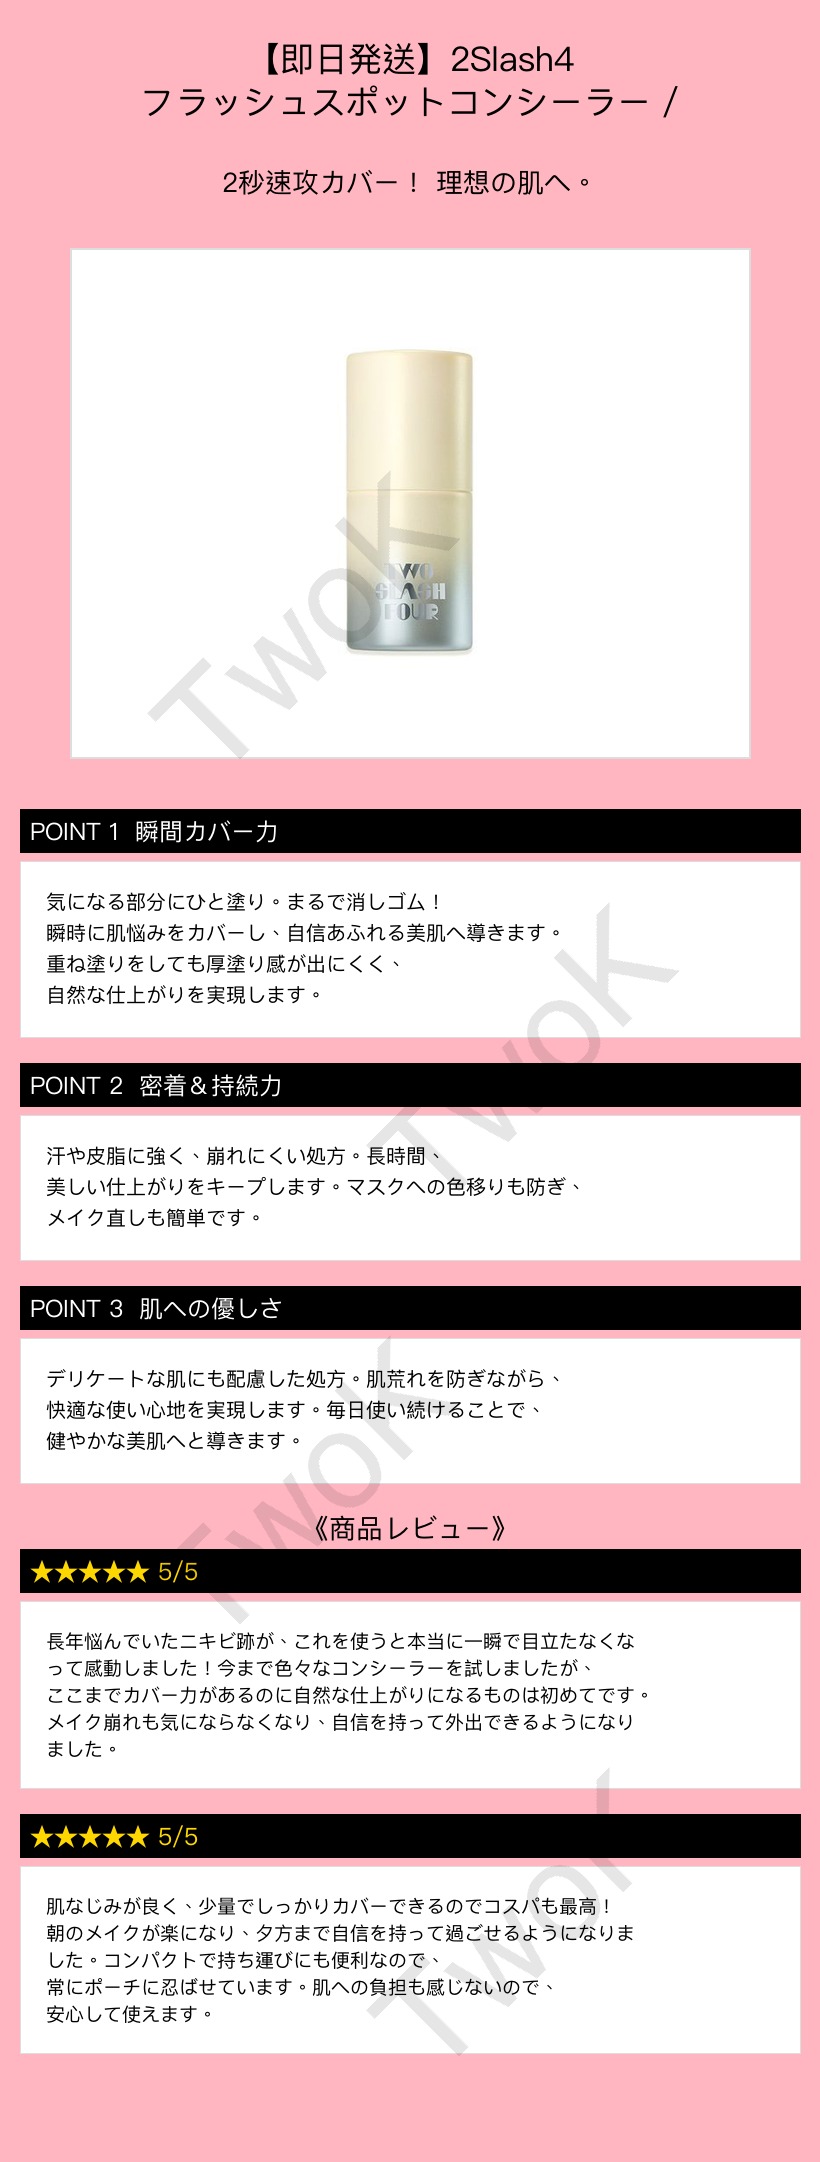 【即日発送】2Slash4
フラッシュスポットコンシーラー /
2秒速攻カバー！ 理想の肌へ。
TWO
SLASH
FOUR
TwoK
POINT 1 瞬間カバー力
気になる部分にひと塗り。まるで消しゴム！
瞬時に肌悩みをカバーし、自信あふれる美肌へ導きます。
重ね塗りをしても厚塗り感が出にくく、
自然な仕上がりを実現します。
TwoK
POINT 2 密着＆持続力
汗や皮脂に強く、崩れにくい処方。長時間、
美しい仕上がりをキープします。マスクへの色移りも防ぎ、
メイク直しも簡単です。
POINT 3 肌への優しさ
デリケートな肌にも配慮した処方。肌荒れを防ぎながら、
快適な使い心地を実現します。毎日使い続けることで、
健やかな美肌へと導きます。
TwoK
《商品レビュー》
★★★★★ 5/5
長年悩んでいたニキビ跡が、これを使うと本当に一瞬で目立たなくな
って感動しました！今まで色々なコンシーラーを試しましたが、
ここまでカバー力があるのに自然な仕上がりになるものは初めてです。
メイク崩れも気にならなくなり、自信を持って外出できるようになり
ました。
★★★★★ 5/5
肌なじみが良く、少量でしっかりカバーできるのでコスパも最高！
朝のメイクが楽になり、夕方まで自信を持って過ごせるようになりま
した。コンパクトで持ち運びにも便利なので、
常にポーチに忍ばせています。肌への負担も感じないので、
安心して使えます。
TwoK